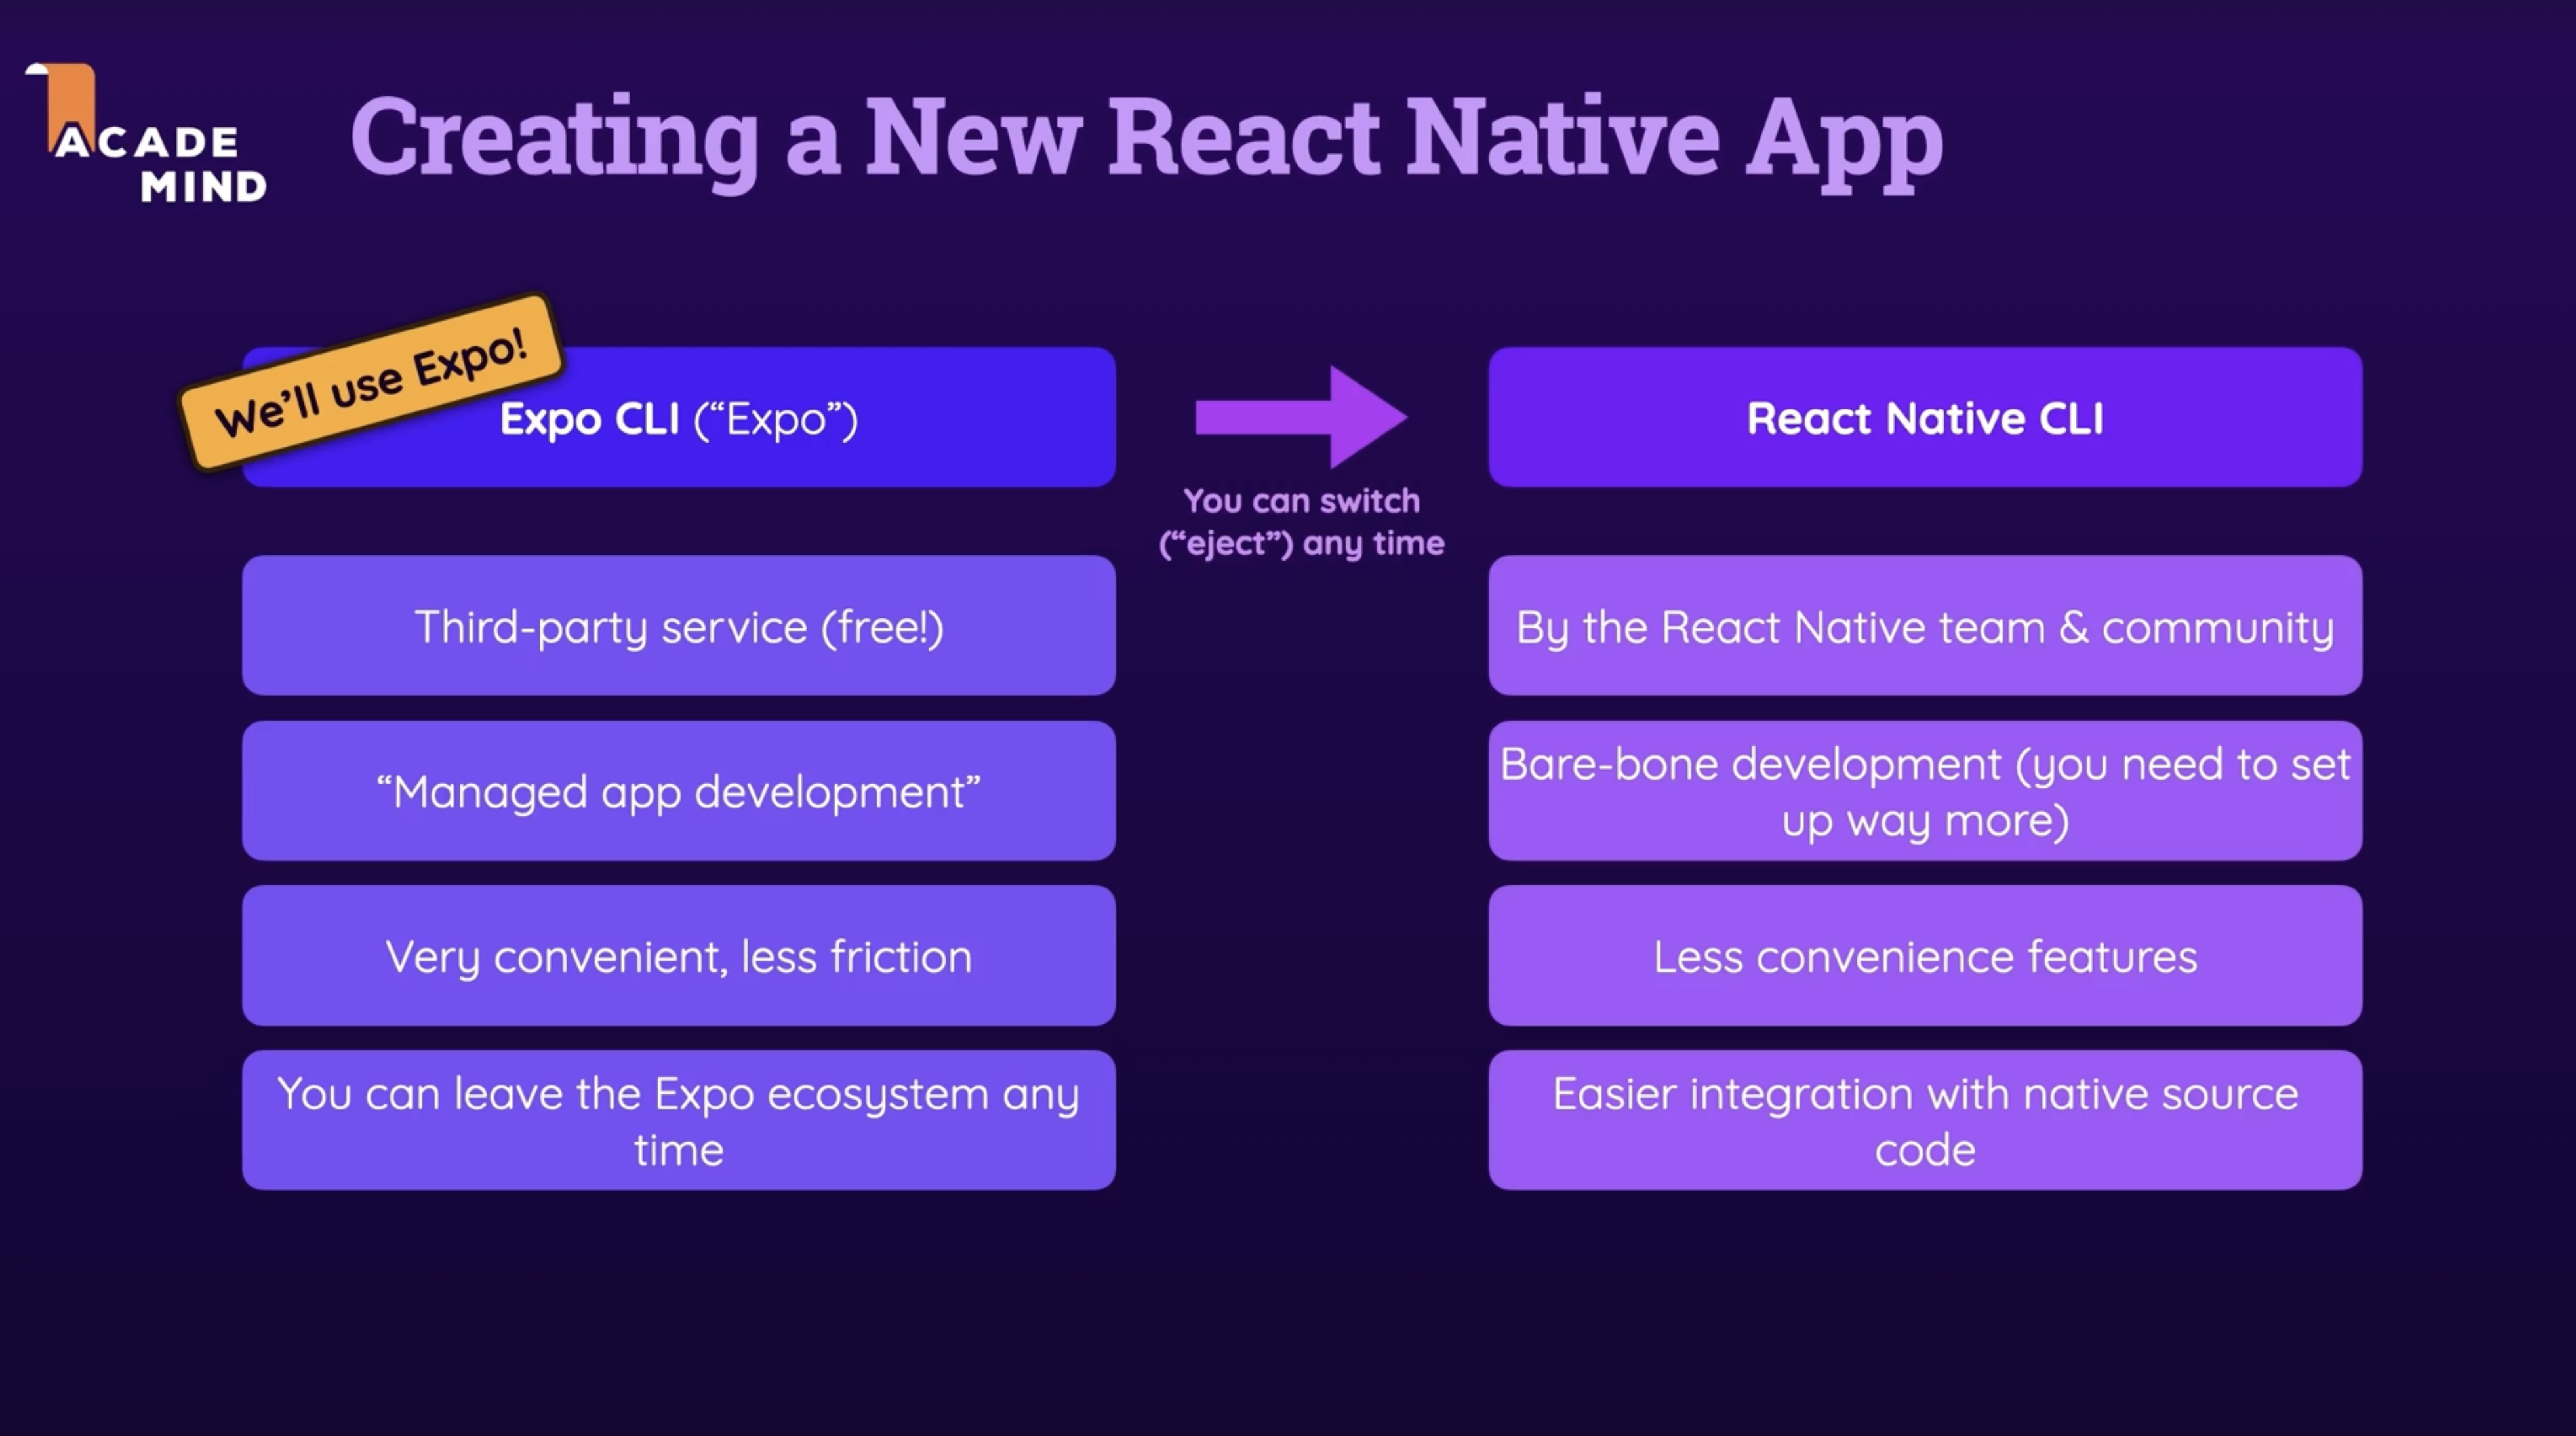 ACADE
MIND
Creating a New React Native App
We’ll use Expo!
Expo CLI (“Expo”)
You can switch
(“eject”) any time
React Native CLI
Third-party service (free!)
By the React Native team & community
“Managed app development”
Bare-bone development (you need to set
up way more)
Very convenient, less friction
Less convenience features
You can leave the Expo ecosystem any
time
Easier integration with native source
code